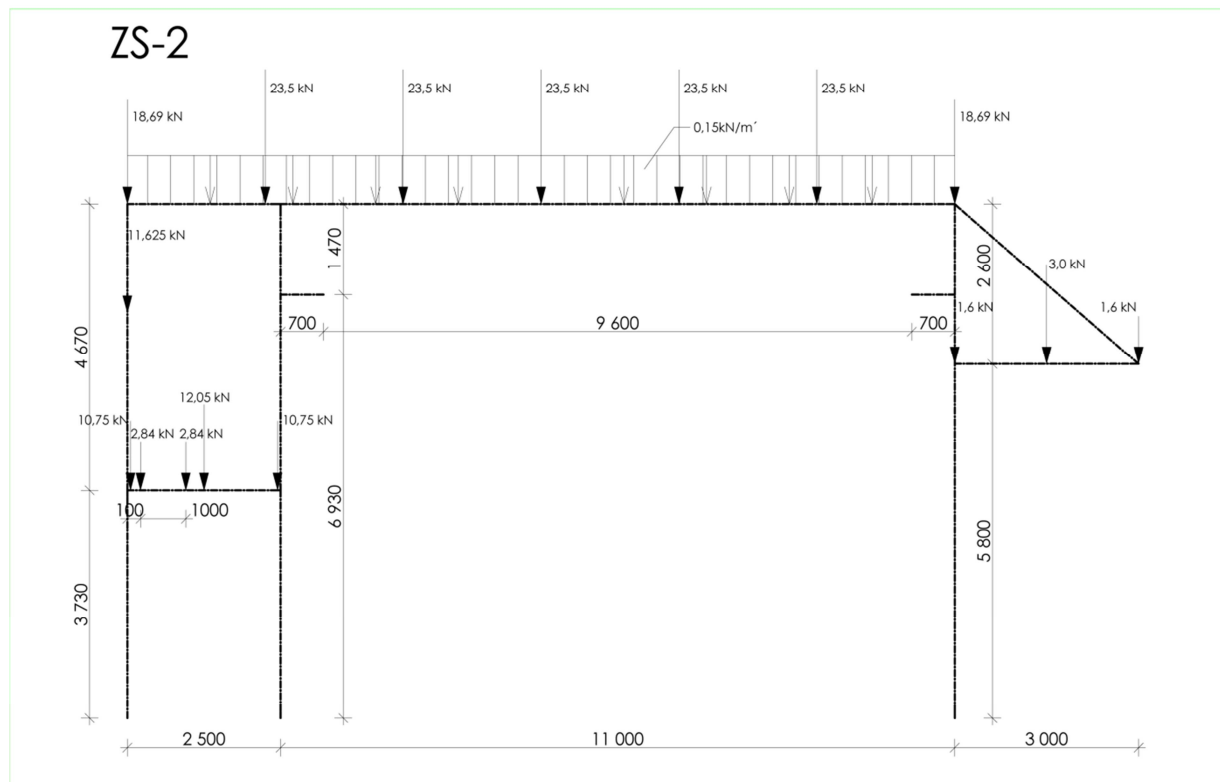 ZS-2
23,5 kN
23,5 kN
23,5 kN
23,5 kN
23,5 kN
18,69 kN
18,69 kN
0,15kN/m´
11,625 kN
1 470
2 600
3,0 kN
1,6 kN
1,6 kN
700
9 600
700
4 670
12,05 kN
10,75 kN
10,75 kN
2,84 kN
2,84 kN
100
1000
6 930
5 800
3 730
2 500
11 000
3 000